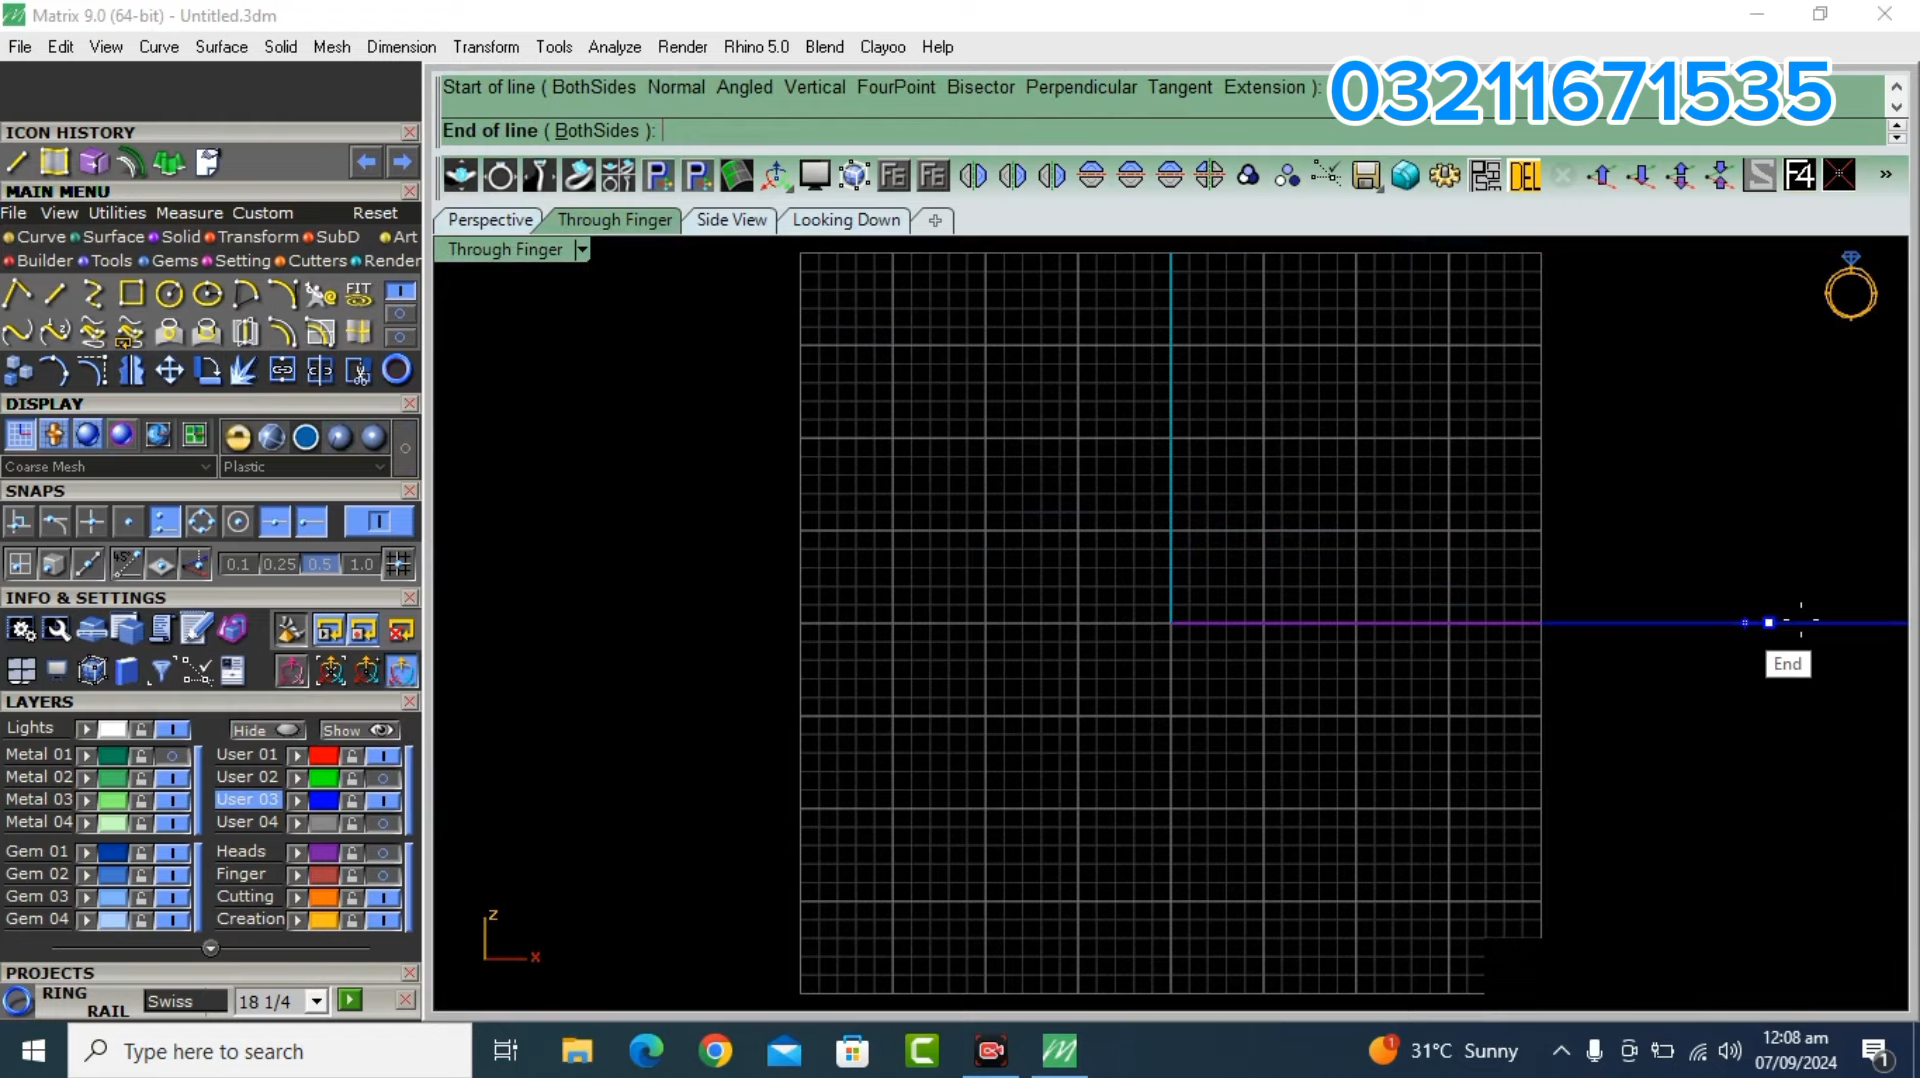 Matrix 9.0 (64-bit) - Untitled.3dm
File Edit View Curve Surface Solid Mesh Dimension Transform Tools Analyze Render Rhino 5.0 Blend Clayoo Help
Start of line ( BothSides Normal Angled Vertical FourPoint Bisector Perpendicular Tangent Extension ):
03211671535
End of line ( BothSides ):
ICON HISTORY
MAIN MENU
File View Utilities Measure Custom Reset
Curve Surface Solid Transform SubD Art
Builder Tools Gems Setting Cutters Render
FIT
DISPLAY
Coarse Mesh Plastic
SNAPS
45°
0.1 0.25 0.5 1.0
INFO & SETTINGS
LAYERS
Lights Hide Show
Metal 01 User 01
Metal 02 User 02
Metal 03 User 03
Metal 04 User 04
Gem 01 Heads
Gem 02 Finger
Gem 03 Cutting
Gem 04 Creation
PROJECTS
RING RAIL Swiss 18 1/4
P P F6 F6 DEL S F4 »
Perspective Through Finger Side View Looking Down
Through Finger
End
z
x
Type here to search
1 31°C Sunny
12:08 am
07/09/2024
1